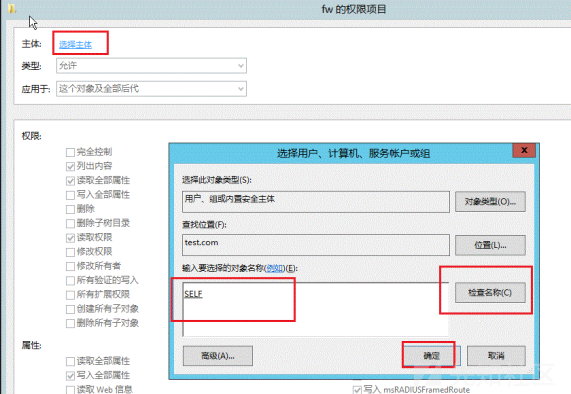 fw 的权限项目
主体: 选择主体
类型: 允许
应用于: 这个对象及全部后代
权限:
完全控制
列出内容
读取全部属性
写入全部属性
删除
删除子树目录
读取权限
修改权限
修改所有者
所有验证的写入
所有扩展权限
创建所有子对象
删除所有子对象
属性:
读取全部属性
写入全部属性
读取 Web 信息
写入 msRADIUSFramedRoute
选择用户、计算机、服务帐户或组
x
选择此对象类型(S):
用户、组或内置安全主体
对象类型(O)...
查找位置(F):
test.com
位置(L)...
输入要选择的对象名称(例如)(E):
SELF
检查名称(C)
高级(A)...
确定
取消